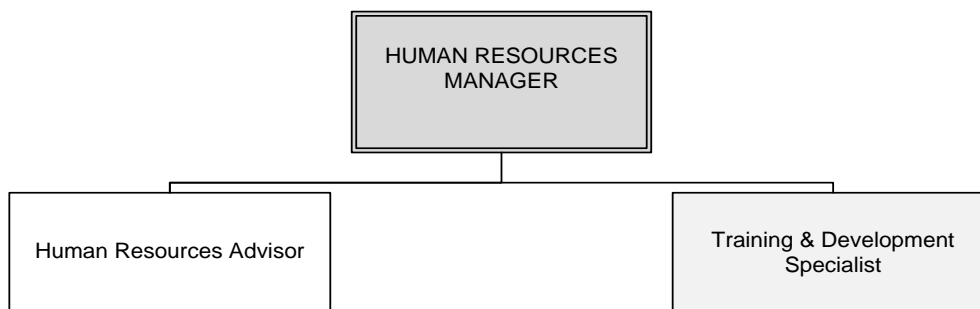 HUMAN RESOURCES
MANAGER
Human Resources Advisor
Training & Development
Specialist